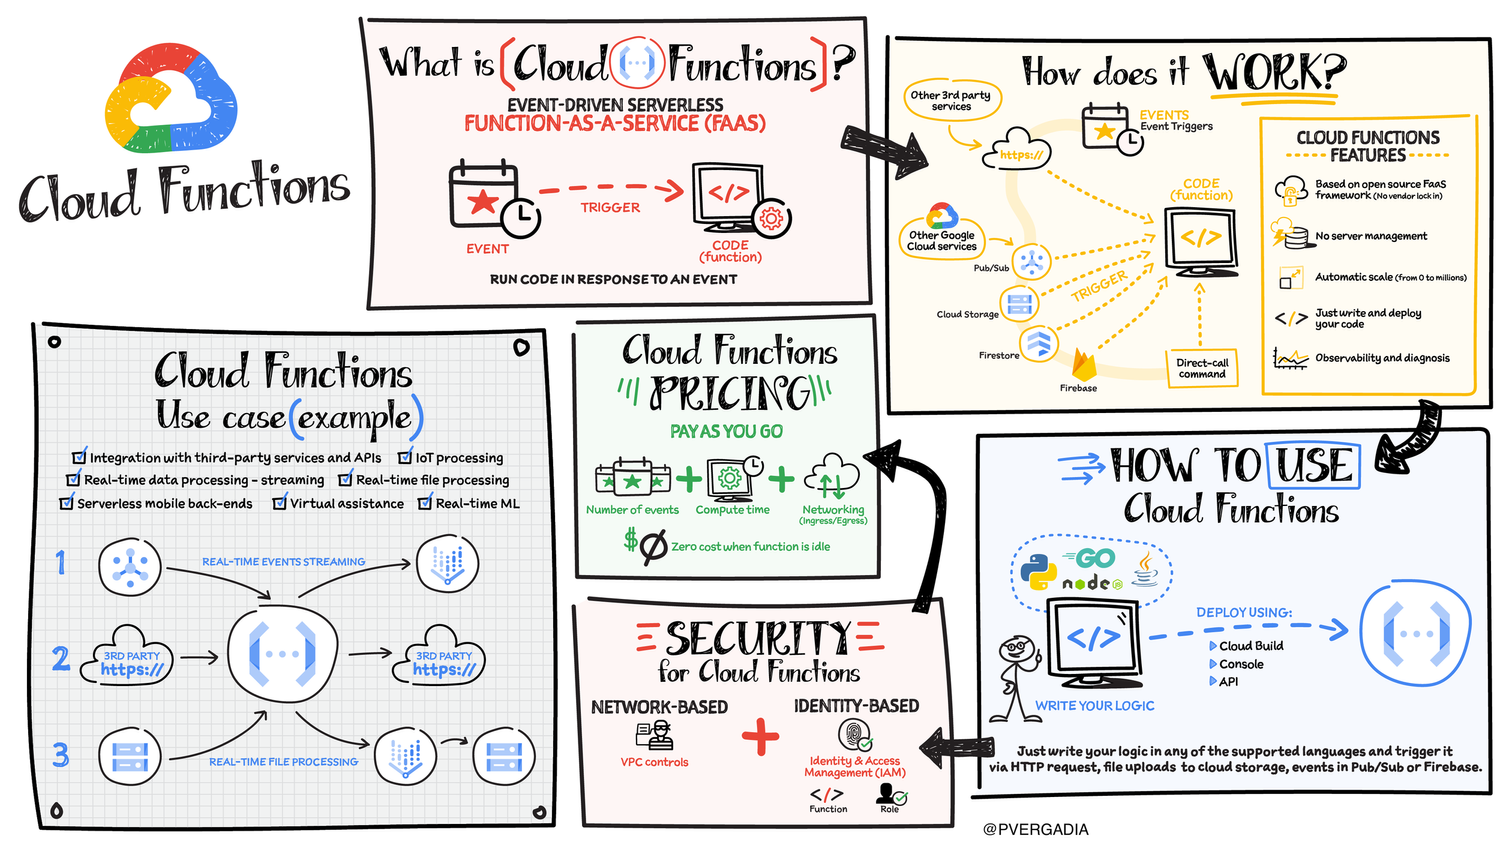 Cloud Functions
What is (Cloud Functions)?
EVENT-DRIVEN SERVERLESS
FUNCTION-AS-A-SERVICE (FAAS)
TRIGGER
EVENT
</>
CODE
(function)
RUN CODE IN RESPONSE TO AN EVENT
How does it WORK?
Other 3rd party
services
https://
EVENTS
Event Triggers
Other Google
Cloud services
Pub/Sub
Cloud Storage
Firestore
Firebase
TRIGGER
CODE
(function)
</>
Direct-call
command
CLOUD FUNCTIONS
FEATURES
Based on open source FaaS
framework (No vendor lock in)
No server management
Automatic scale (from 0 to millions)
</>
Just write and deploy
your code
Observability and diagnosis
HOW TO USE
Cloud Functions
GO
node
JS
</>
WRITE YOUR LOGIC
DEPLOY USING:
Cloud Build
Console
API
Just write your logic in any of the supported languages and trigger it
via HTTP request, file uploads to cloud storage, events in Pub/Sub or Firebase.
SECURITY
for Cloud Functions
NETWORK-BASED
VPC controls
+
IDENTITY-BASED
Identity & Access
Management (IAM)
</>
Function
Role
Cloud Functions
PRICING
PAY AS YOU GO
+
+
Number of events
Compute time
Networking
(Ingress/Egress)
$0
Zero cost when function is idle
Cloud Functions
Use case (example)
Integration with third-party services and APIs
IoT processing
Real-time data processing - streaming
Real-time file processing
Serverless mobile back-ends
Virtual assistance
Real-time ML
1
REAL-TIME EVENTS STREAMING
2
3RD PARTY
https://
3RD PARTY
https://
3
REAL-TIME FILE PROCESSING
@PVERGADIA